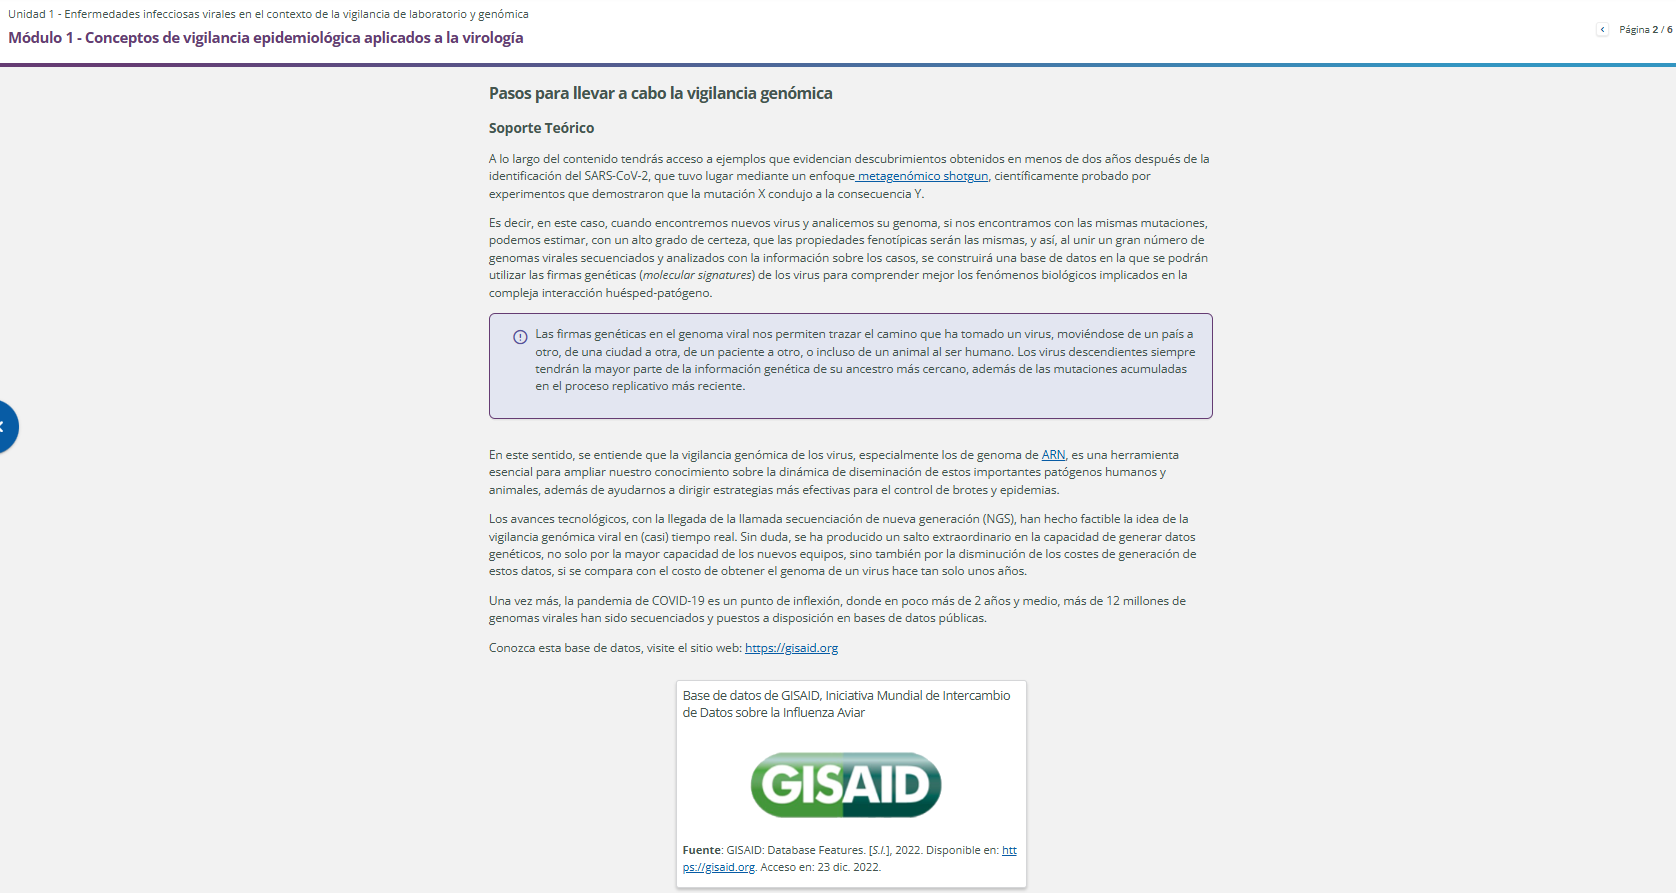 Unidad 1 - Enfermedades infecciosas virales en el contexto de la vigilancia de laboratorio y genómica
Módulo 1 - Conceptos de vigilancia epidemiológica aplicados a la virología
Página 2 / 6
Pasos para llevar a cabo la vigilancia genómica
Soporte Teórico
A lo largo del contenido tendrás acceso a ejemplos que evidencian descubrimientos obtenidos en menos de dos años después de la
identificación del SARS-CoV-2, que tuvo lugar mediante un enfoque metagenómico shotgun, científicamente probado por
experimentos que demostraron que la mutación X condujo a la consecuencia Y.
Es decir, en este caso, cuando encontremos nuevos virus y analicemos su genoma, si nos encontramos con las mismas mutaciones,
podemos estimar, con un alto grado de certeza, que las propiedades fenotípicas serán las mismas, y así, al unir un gran número de
genomas virales secuenciados y analizados con la información sobre los casos, se construirá una base de datos en la que se podrán
utilizar las firmas genéticas (molecular signatures) de los virus para comprender mejor los fenómenos biológicos implicados en la
compleja interacción huésped-patógeno.
Las firmas genéticas en el genoma viral nos permiten trazar el camino que ha tomado un virus, moviéndose de un país a
otro, de una ciudad a otra, de un paciente a otro, o incluso de un animal al ser humano. Los virus descendientes siempre
tendrán la mayor parte de la información genética de su ancestro más cercano, además de las mutaciones acumuladas
en el proceso replicativo más reciente.
En este sentido, se entiende que la vigilancia genómica de los virus, especialmente los de genoma de ARN, es una herramienta
esencial para ampliar nuestro conocimiento sobre la dinámica de diseminación de estos importantes patógenos humanos y
animales, además de ayudarnos a dirigir estrategias más efectivas para el control de brotes y epidemias.
Los avances tecnológicos, con la llegada de la llamada secuenciación de nueva generación (NGS), han hecho factible la idea de la
vigilancia genómica viral en (casi) tiempo real. Sin duda, se ha producido un salto extraordinario en la capacidad de generar datos
genéticos, no solo por la mayor capacidad de los nuevos equipos, sino también por la disminución de los costes de generación de
estos datos, si se compara con el costo de obtener el genoma de un virus hace tan solo unos años.
Una vez más, la pandemia de COVID-19 es un punto de inflexión, donde en poco más de 2 años y medio, más de 12 millones de
genomas virales han sido secuenciados y puestos a disposición en bases de datos públicas.
Conozca esta base de datos, visite el sitio web: https://gisaid.org
Base de datos de GISAID, Iniciativa Mundial de Intercambio
de Datos sobre la Influenza Aviar
GISAID
Fuente: GISAID: Database Features. [S.l.], 2022. Disponible en: htt
ps://gisaid.org. Acceso en: 23 dic. 2022.